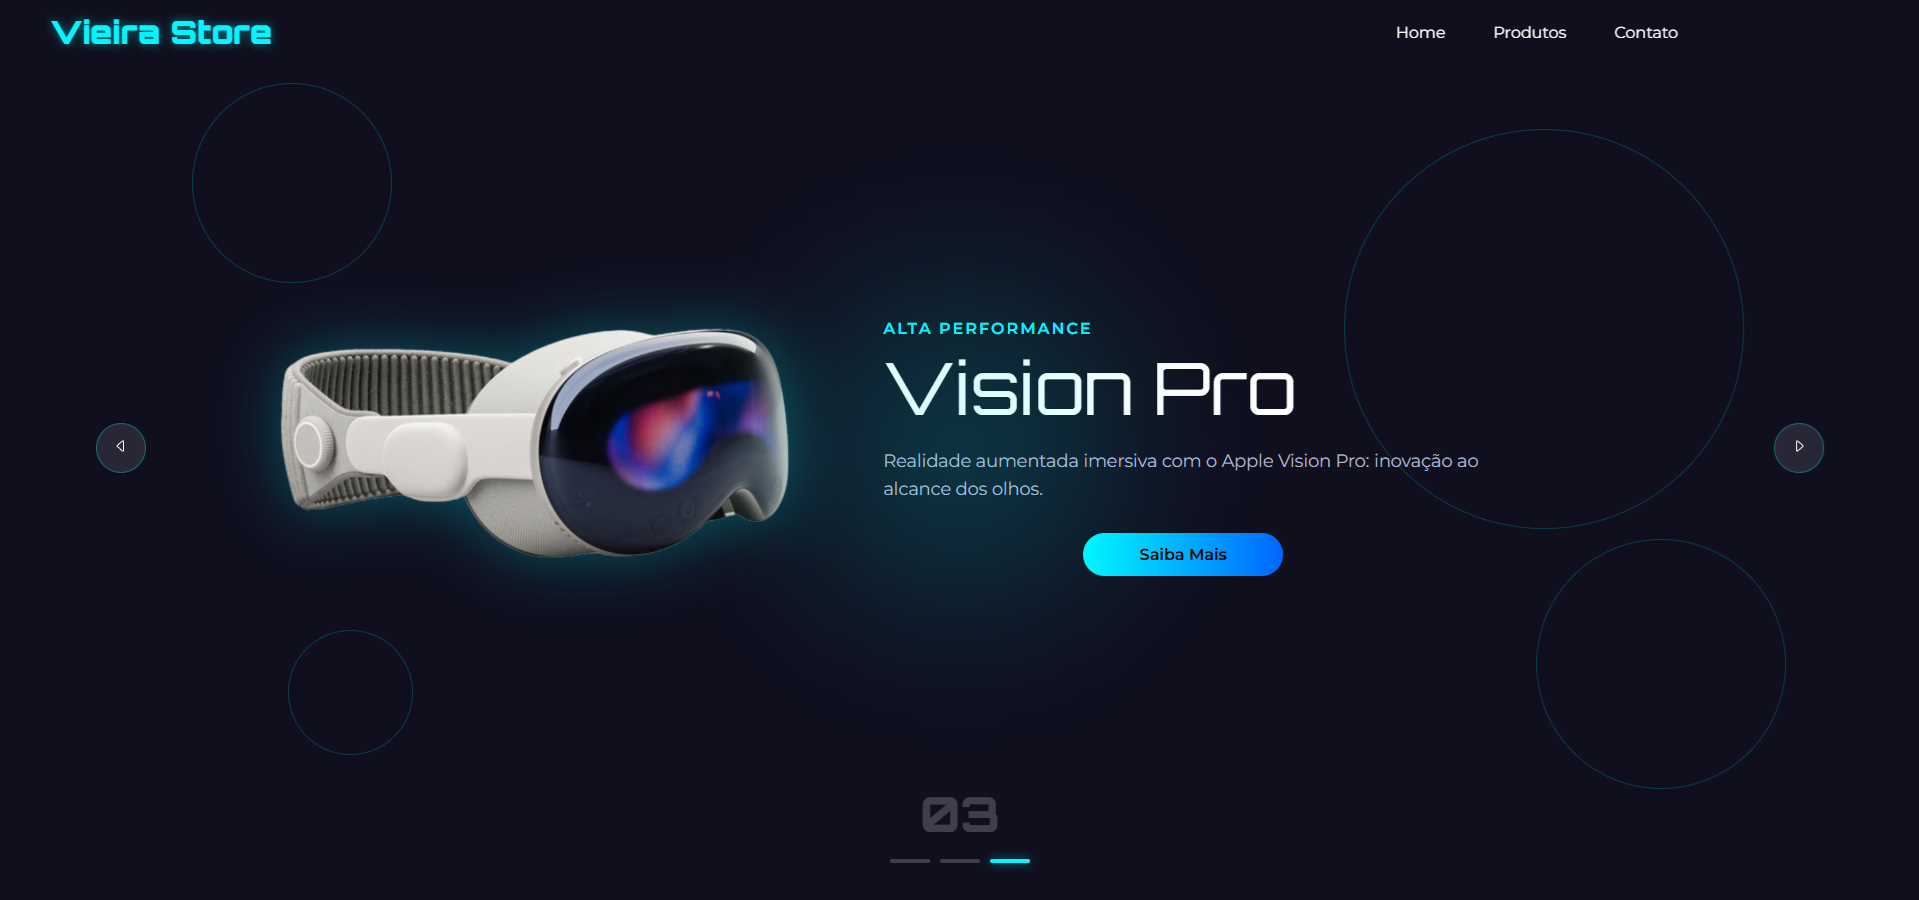 Vieira Store
Home Produtos Contato
ALTA PERFORMANCE
Vision Pro
Realidade aumentada imersiva com o Apple Vision Pro: inovação ao
alcance dos olhos.
Saiba Mais
03